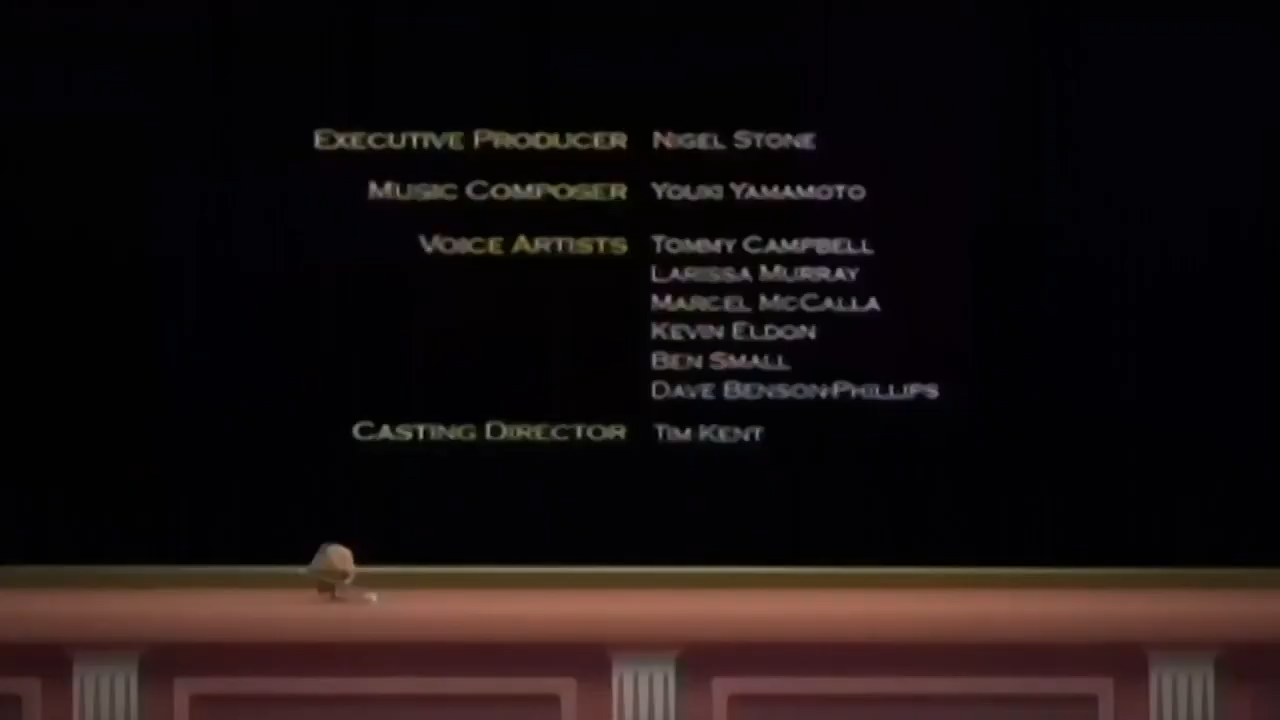 EXECUTIVE PRODUCER NIGEL STONE
MUSIC COMPOSER YOUKI YAMAMOTO
VOICE ARTISTS TOMMY CAMPBELL
LARISSA MURRAY
MARCEL MCCALLA
KEVIN ELDON
BEN SMALL
DAVE BENSON-PHILLIPS
CASTING DIRECTOR TIM KENT